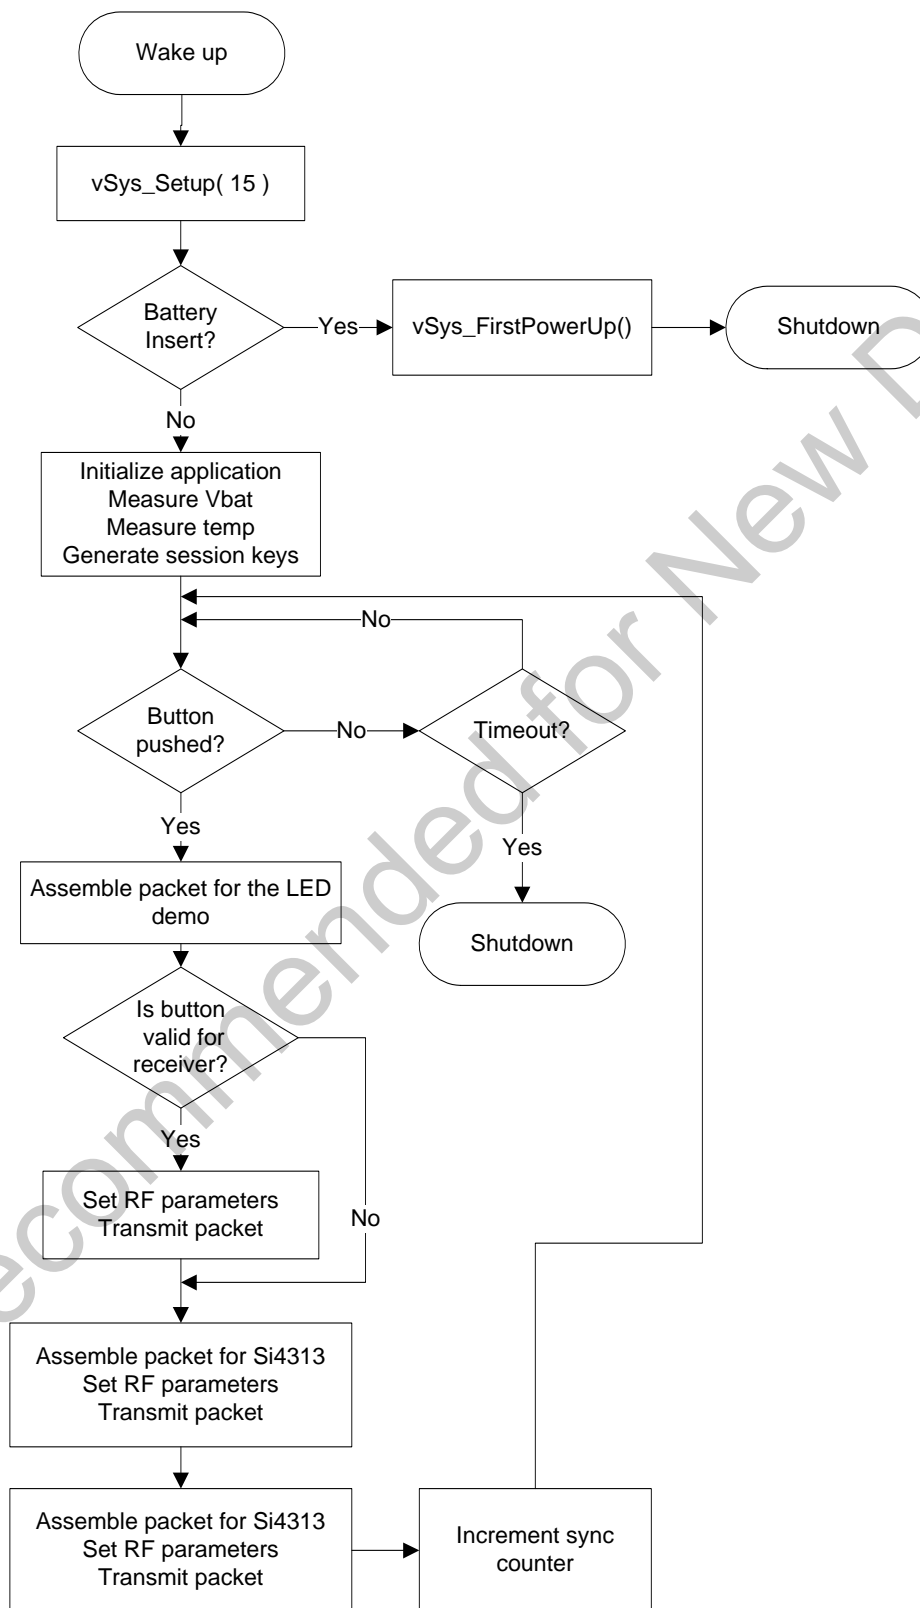 Wake up
vSys_Setup( 15 )
Battery
Insert?
Yes
vSys_FirstPowerUp()
Shutdown
No
Initialize application
Measure Vbat
Measure temp
Generate session keys
No
Button
pushed?
No
Timeout?
Yes
Yes
Assemble packet for the LED
demo
Shutdown
Is button
valid for
receiver?
Yes
No
Set RF parameters
Transmit packet
Assemble packet for Si4313
Set RF parameters
Transmit packet
Assemble packet for Si4313
Set RF parameters
Transmit packet
Increment sync
counter
ecommended for New D